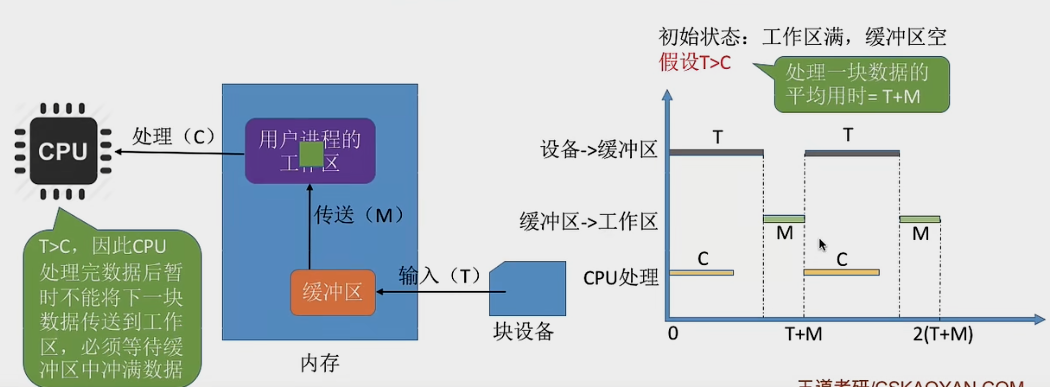 初始状态：工作区满，缓冲区空
假设T>C
处理一块数据的
平均用时= T+M
CPU
处理（C）
用户进程的
工作区
传送（M）
缓冲区
输入（T）
块设备
内存
T>C，因此CPU
处理完数据后暂
时不能将下一块
数据传送到工作
区，必须等待缓
冲区中冲满数据
设备->缓冲区
T
T
缓冲区->工作区
M
M
CPU处理
C
C
0
T+M
2(T+M)
王道考研/CSKAOYAN.COM